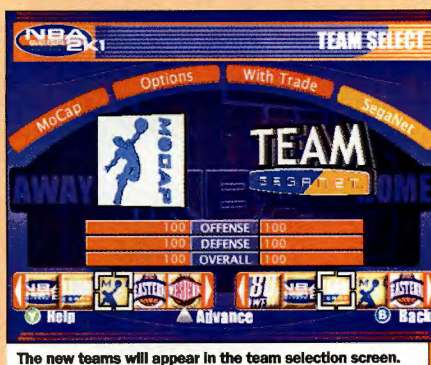 NBA
2K1
TEAM SELECT
MoCap
Options
With Trade
SegaNet
MOCAP
TEAM
SEGANET
AWAY
HOME
100 OFFENSE 100
100 DEFENSE 100
100 OVERALL 100
EASTERN
WESTERN
80
EASTERN
Y Help
Advance
B Back
The new teams will appear in the team selection screen.